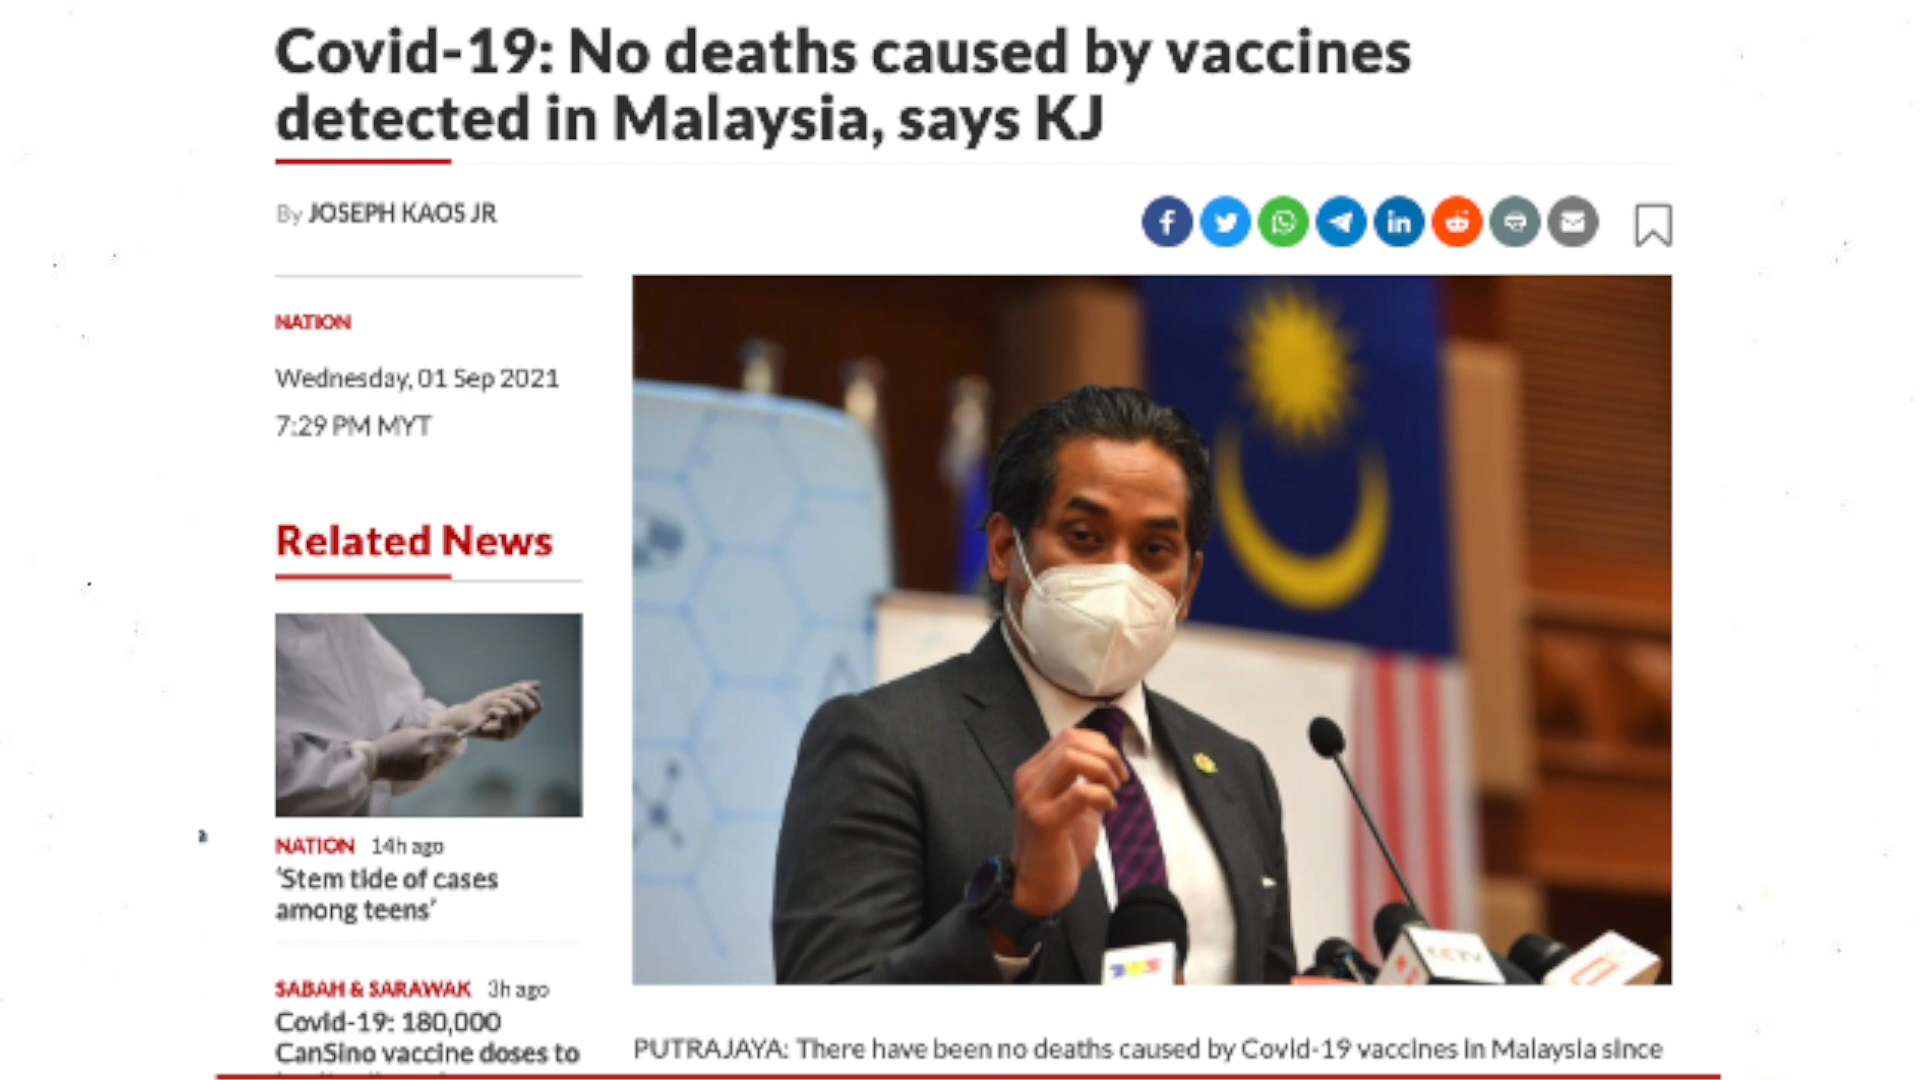 Covid-19: No deaths caused by vaccines
detected in Malaysia, says KJ
By JOSEPH KAOS JR
NATION
Wednesday, 01 Sep 2021
7:29 PM MYT
Related News
NATION 14h ago
'Stem tide of cases
among teens'
SABAH & SARAWAK 3h ago
Covid-19: 180,000
CanSino vaccine doses to
PUTRAJAYA: There have been no deaths caused by Covid-19 vaccines in Malaysia since
CCTV